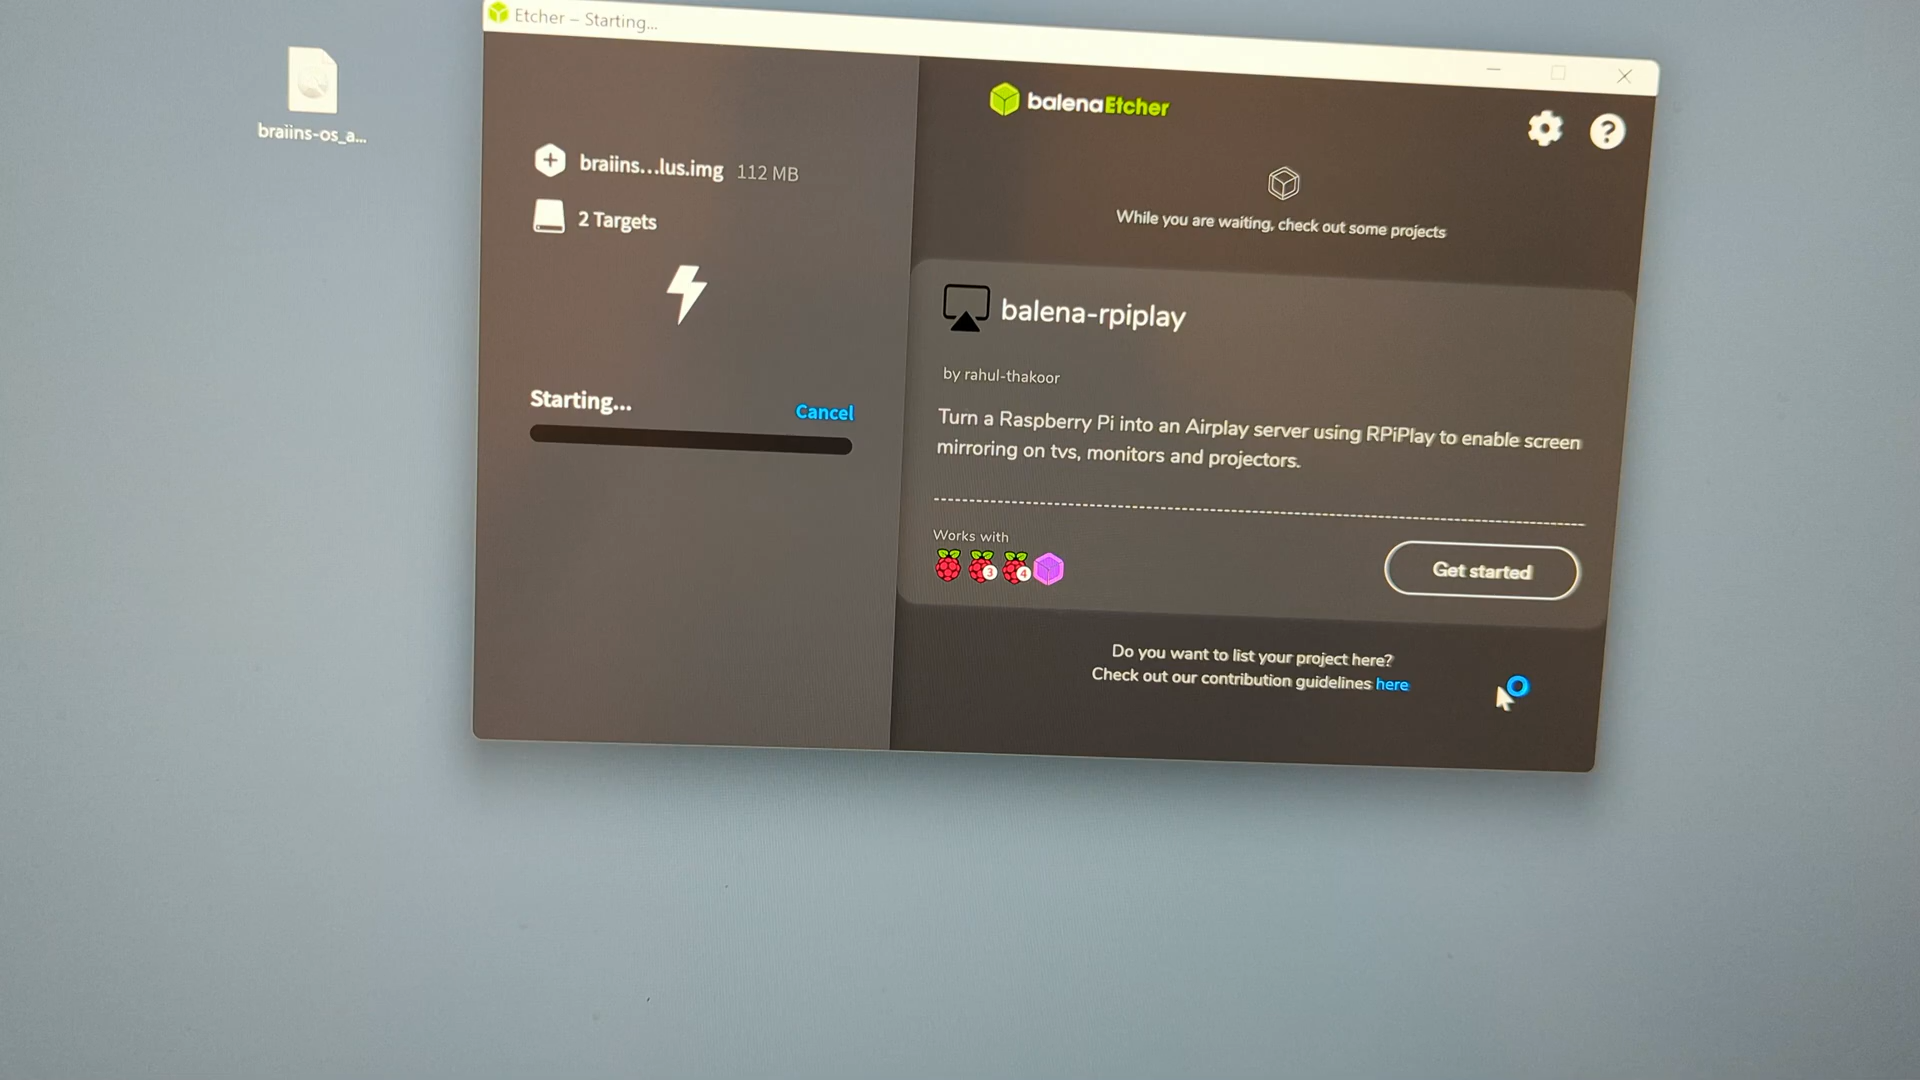 Etcher – Starting...
braiins-os_a...
balenaEtcher
braiins...lus.img 112 MB
2 Targets
While you are waiting, check out some projects
balena-rpiplay
by rahul-thakoor
Starting...
Cancel
Turn a Raspberry Pi into an Airplay server using RPiPlay to enable screen
mirroring on tvs, monitors and projectors.
Works with
3
4
Get started
Do you want to list your project here?
Check out our contribution guidelines here